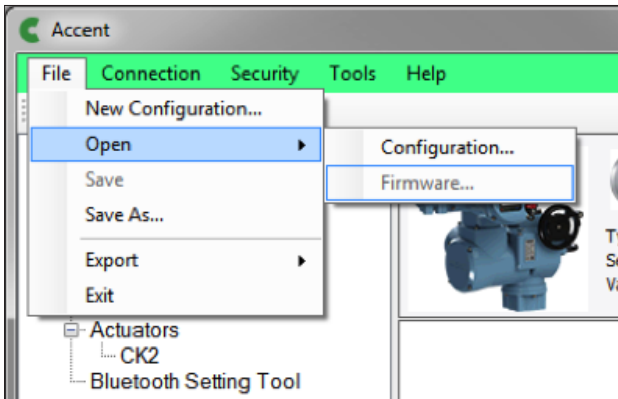 Accent
File Connection Security Tools Help
New Configuration...
Open
Configuration...
Save
Firmware...
Save As...
Export
Exit
Actuators
CK2
Bluetooth Setting Tool